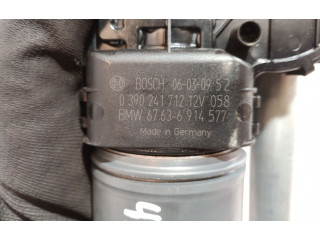 BOSCH 06-03-09 S 2
0 390 241 712 12V 058
BMW 67.63-6 914 577
Made in Germany